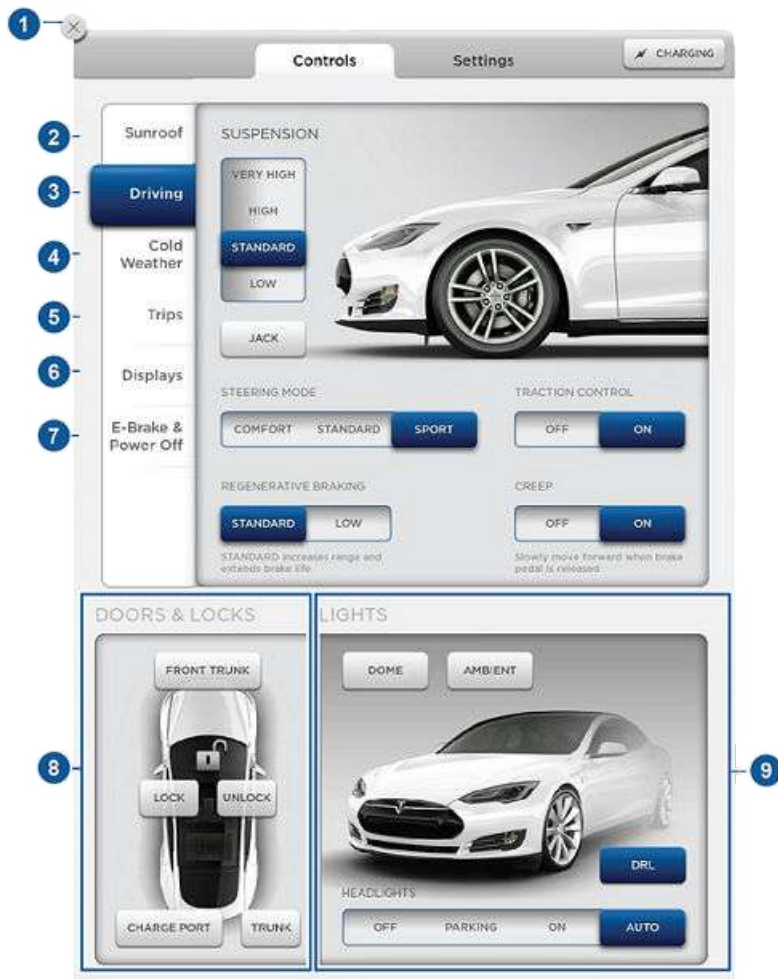 1
Controls
Settings
CHARGING
2
Sunroof
3
Driving
4
Cold
Weather
5
Trips
6
Displays
7
E-Brake &
Power Off
SUSPENSION
VERY HIGH
HIGH
STANDARD
LOW
JACK
STEERING MODE
COMFORT STANDARD SPORT
TRACTION CONTROL
OFF ON
REGENERATIVE BRAKING
STANDARD LOW
STANDARD increases range and
extends brake life
CREEP
OFF ON
Slowly move forward when brake
pedal is released
8
DOORS & LOCKS
FRONT TRUNK
LOCK UNLOCK
CHARGE PORT TRUNK
9
LIGHTS
DOME AMBIENT
DRL
HEADLIGHTS
OFF PARKING ON AUTO